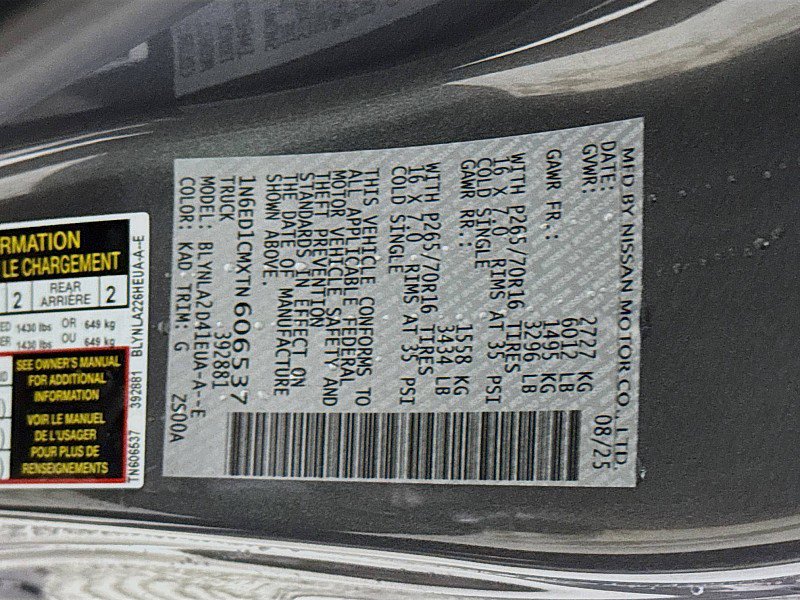 MFD BY NISSAN MOTOR CO., LTD.
DATE: 08/25
GVWR: 2727 KG
6012 LB
GAWR FR.: 1495 KG
3296 LB
WITH P265/70R16 TIRES
16 X 7.0 RIMS AT 35 PSI
COLD SINGLE
GAWR RR.: 1558 KG
3434 LB
WITH P265/70R16 TIRES
16 X 7.0 RIMS AT 35 PSI
COLD SINGLE
THIS VEHICLE CONFORMS TO
ALL APPLICABLE FEDERAL
MOTOR VEHICLE SAFETY AND
THEFT PREVENTION
STANDARDS IN EFFECT ON
THE DATE OF MANUFACTURE
SHOWN ABOVE.
1N6ED1CMXTN606537
TRUCK 392881
MODEL: BLYNLA2D41EUA-A--E
COLOR: KAD TRIM: G 2S00A
RMATION
LE CHARGEMENT
2 REAR ARRIÈRE 2
1430 lbs OR 649 kg
1430 lbs OU 649 kg
SEE OWNER'S MANUAL
FOR ADDITIONAL
INFORMATION
VOIR LE MANUEL
DE L'USAGER
POUR PLUS DE
RENSEIGNEMENTS
TN606537 392881 BLYNLA226HEUA-A--E